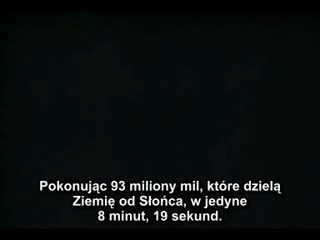 Pokonując 93 miliony mil, które dzielą
Ziemię od Słońca, w jedyne
8 minut, 19 sekund.